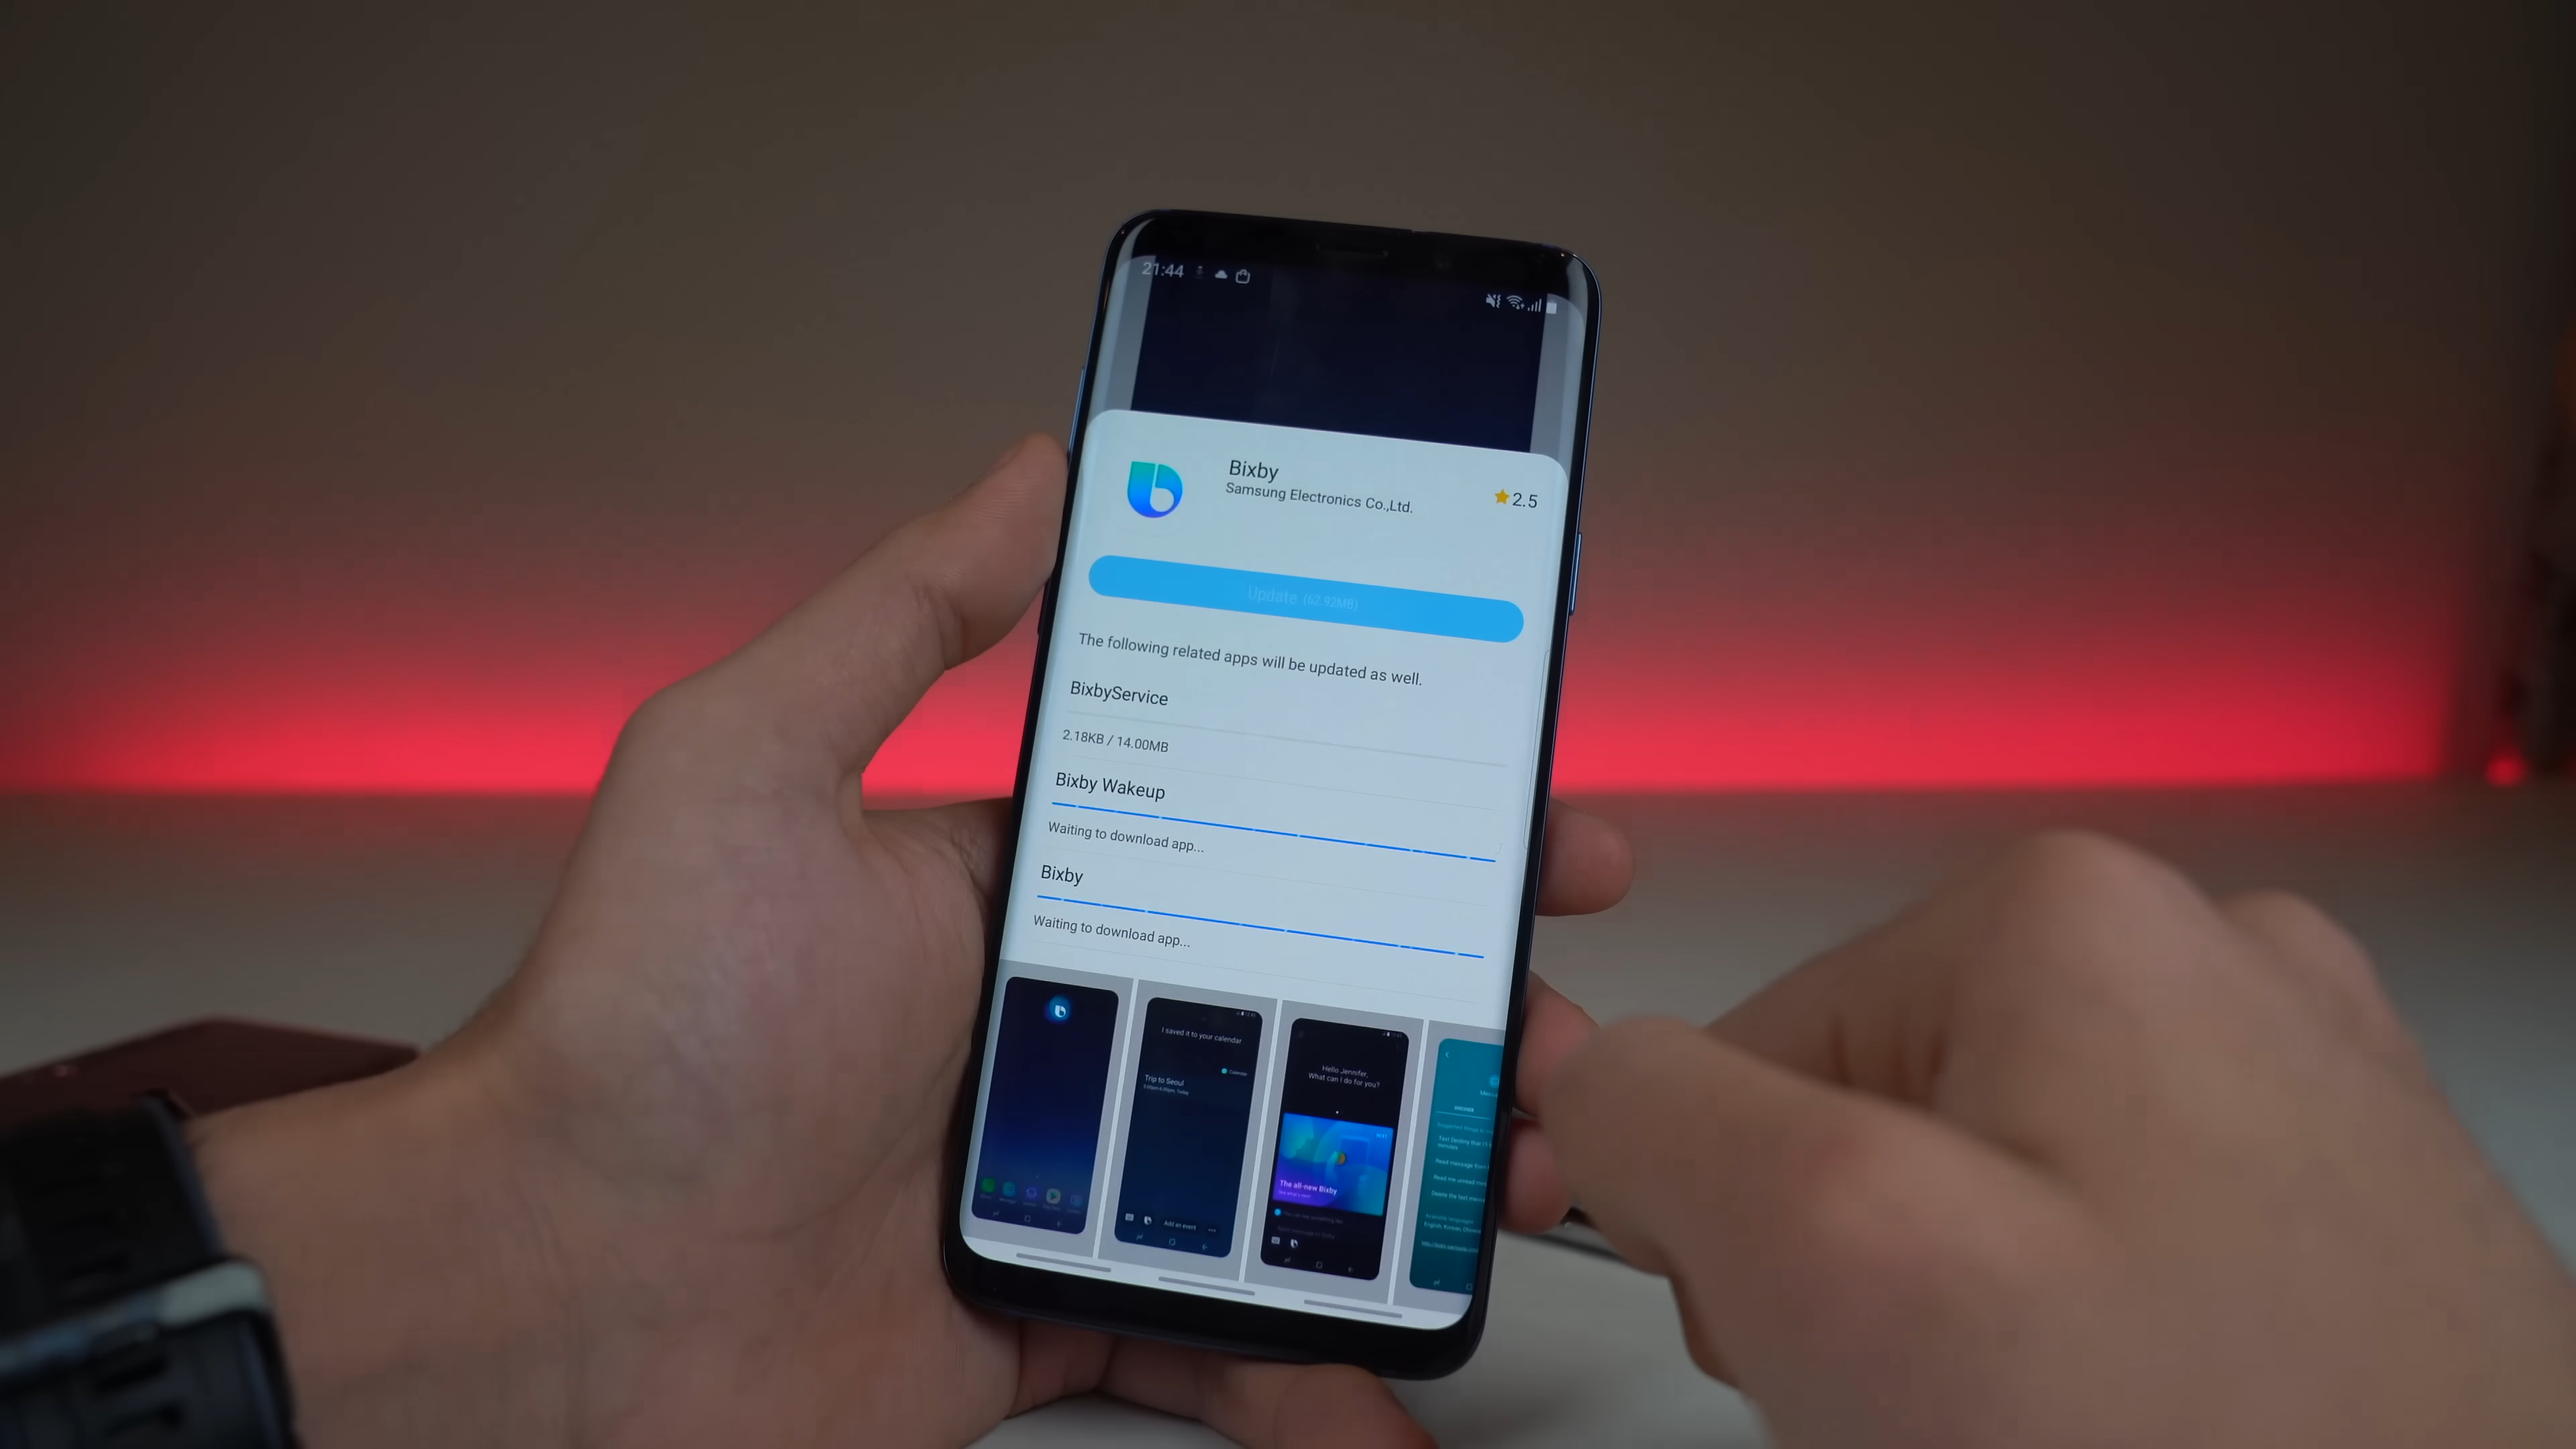 21:44
Bixby
Samsung Electronics Co.,Ltd.
2.5
Update (62.92MB)
The following related apps will be updated as well.
BixbyService
2.18KB / 14.00MB
Bixby Wakeup
Waiting to download app...
Bixby
Waiting to download app...
I saved it to your calendar
Calendar
Trip to Seoul
Add an event
Hello Jennifer,
What can I do for you?
The all-new Bixby